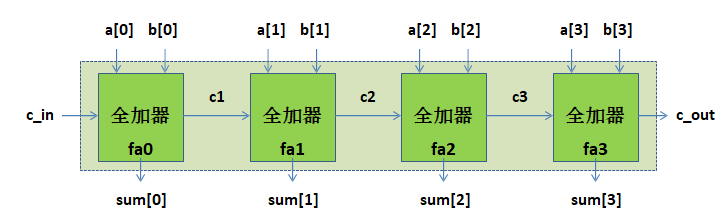 a[0] b[0] a[1] b[1] a[2] b[2] a[3] b[3]
c_in 全加器 c1 全加器 c2 全加器 c3 全加器 c_out
fa0 fa1 fa2 fa3
sum[0] sum[1] sum[2] sum[3]